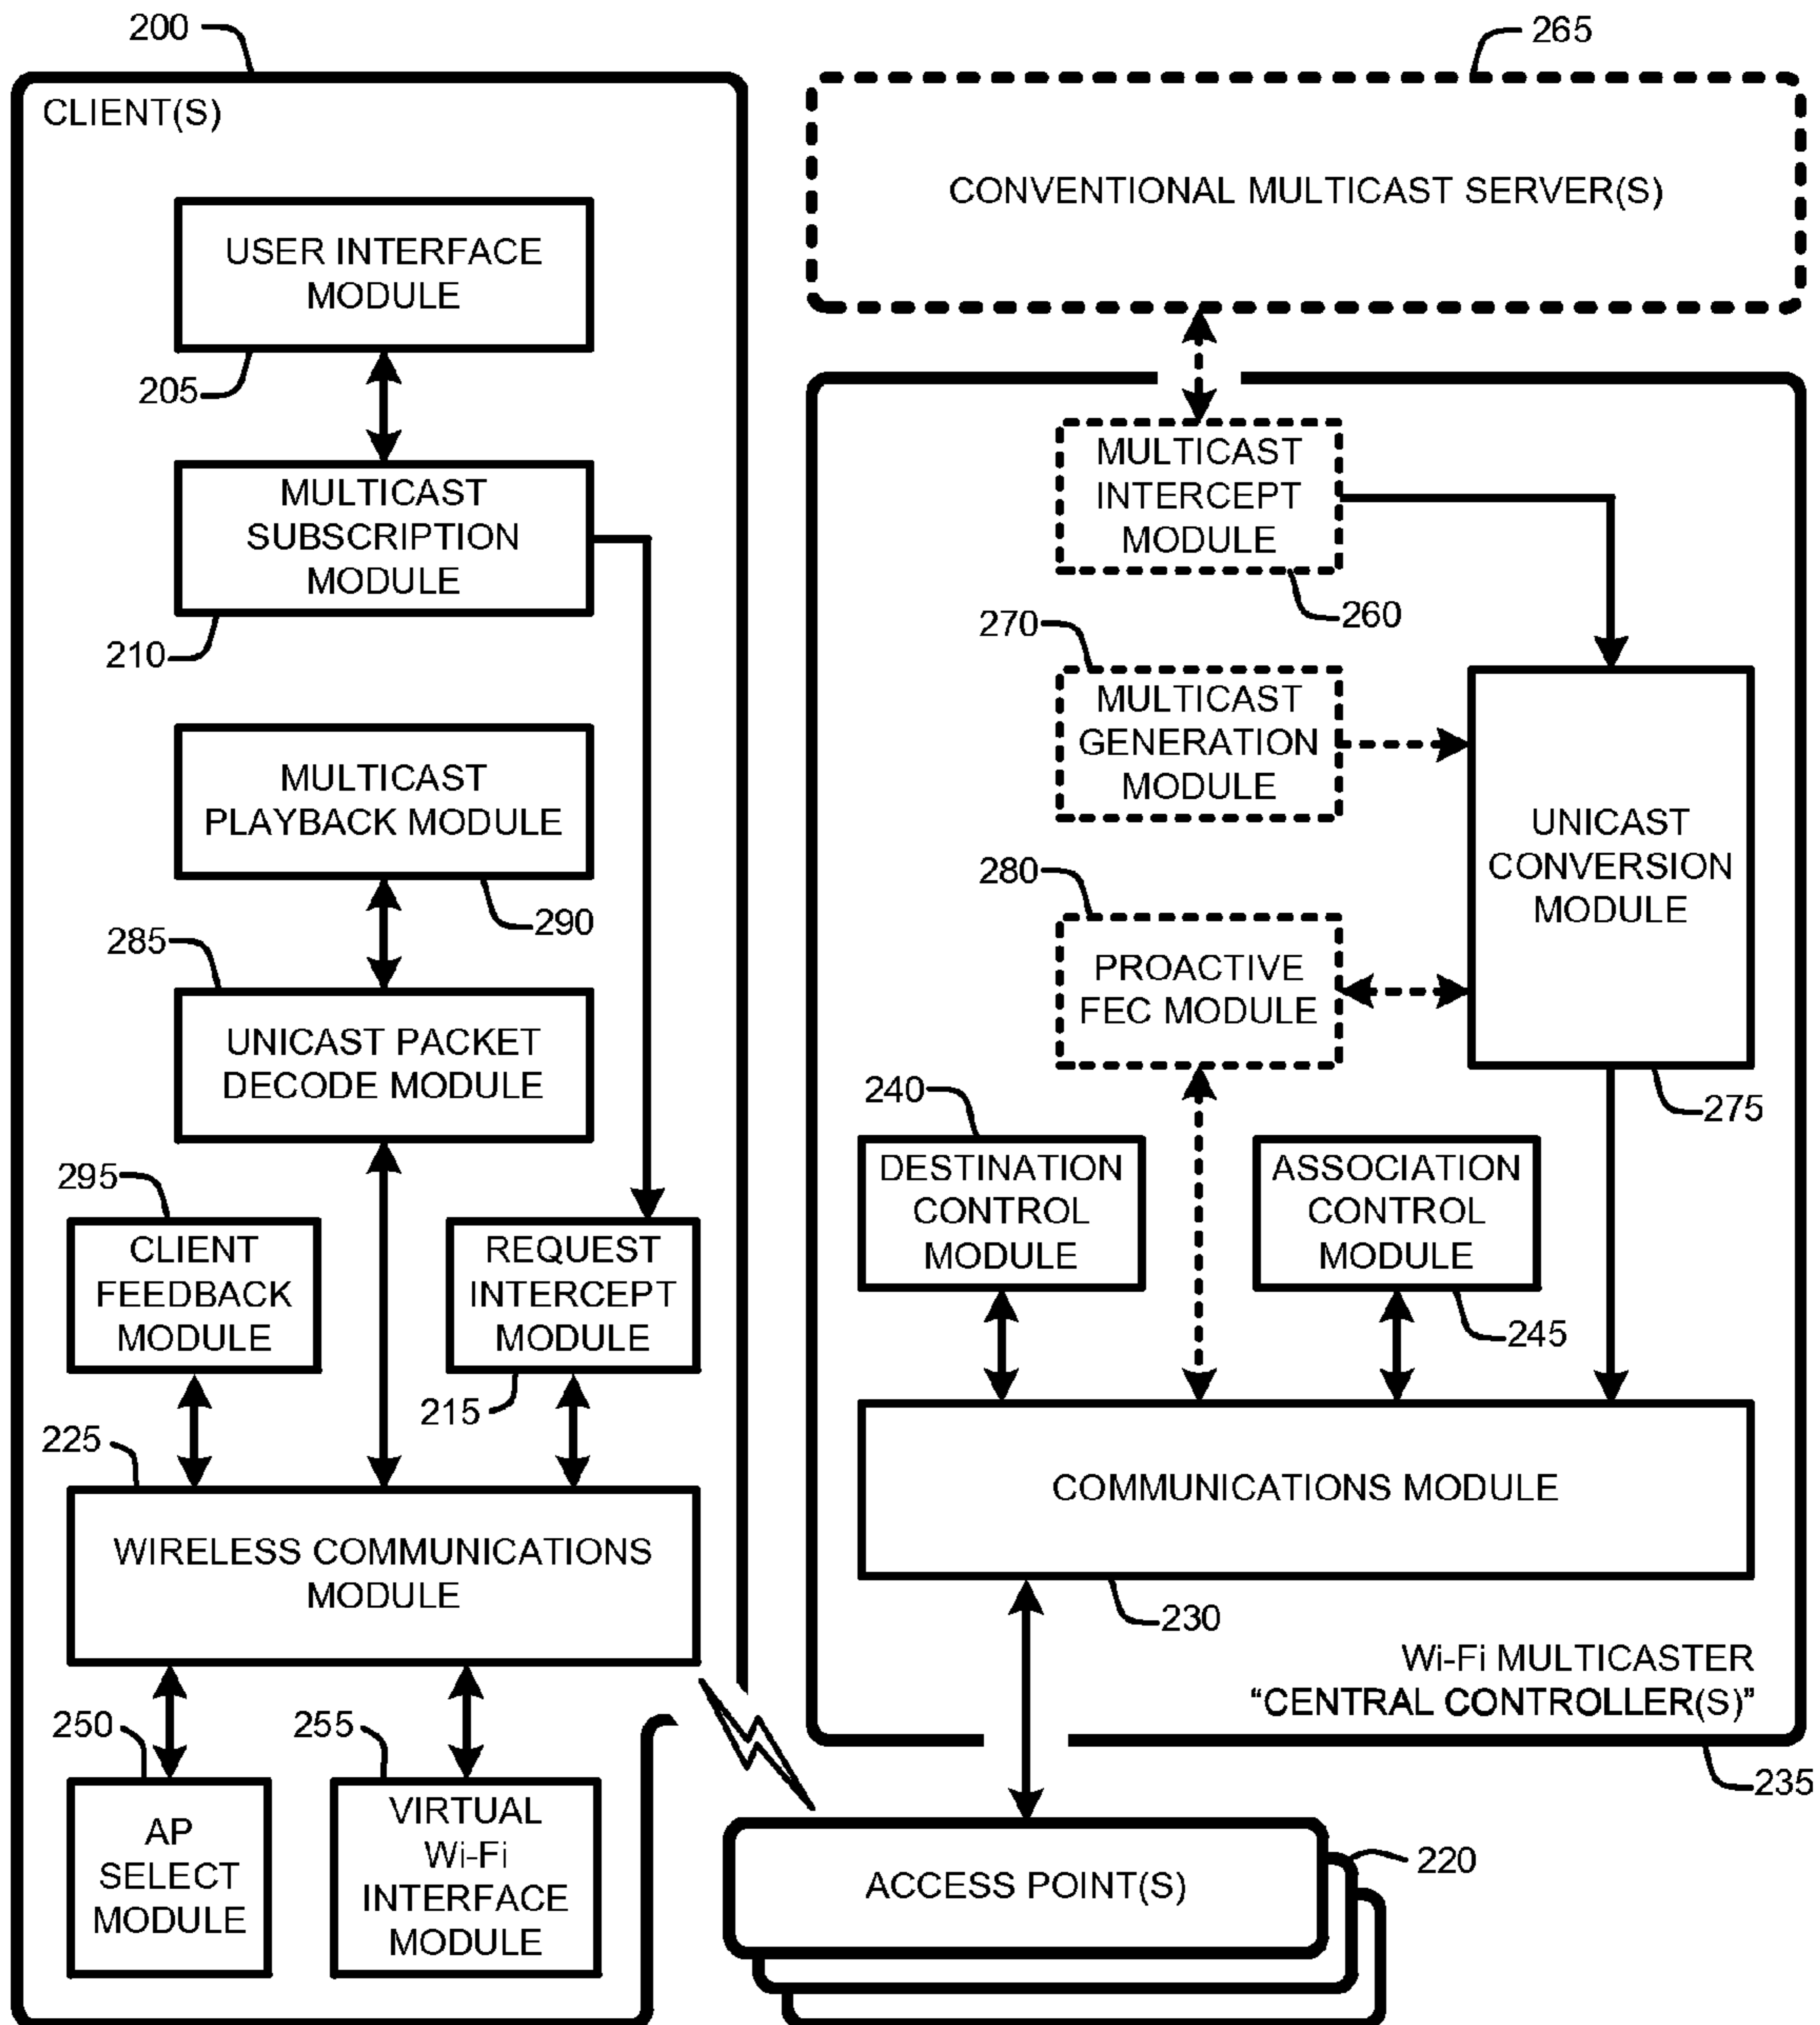 200
CLIENT(S)
USER INTERFACE
MODULE
205
MULTICAST
SUBSCRIPTION
MODULE
210
MULTICAST
PLAYBACK MODULE
290
285
UNICAST PACKET
DECODE MODULE
295
CLIENT
FEEDBACK
MODULE
REQUEST
INTERCEPT
MODULE
215
225
WIRELESS COMMUNICATIONS
MODULE
250
AP
SELECT
MODULE
255
VIRTUAL
Wi-Fi
INTERFACE
MODULE
265
CONVENTIONAL MULTICAST SERVER(S)
MULTICAST
INTERCEPT
MODULE
260
270
MULTICAST
GENERATION
MODULE
UNICAST
CONVERSION
MODULE
275
280
PROACTIVE
FEC MODULE
240
DESTINATION
CONTROL
MODULE
ASSOCIATION
CONTROL
MODULE
245
COMMUNICATIONS MODULE
230
Wi-Fi MULTICASTER
“CENTRAL CONTROLLER(S)”
235
ACCESS POINT(S)
220